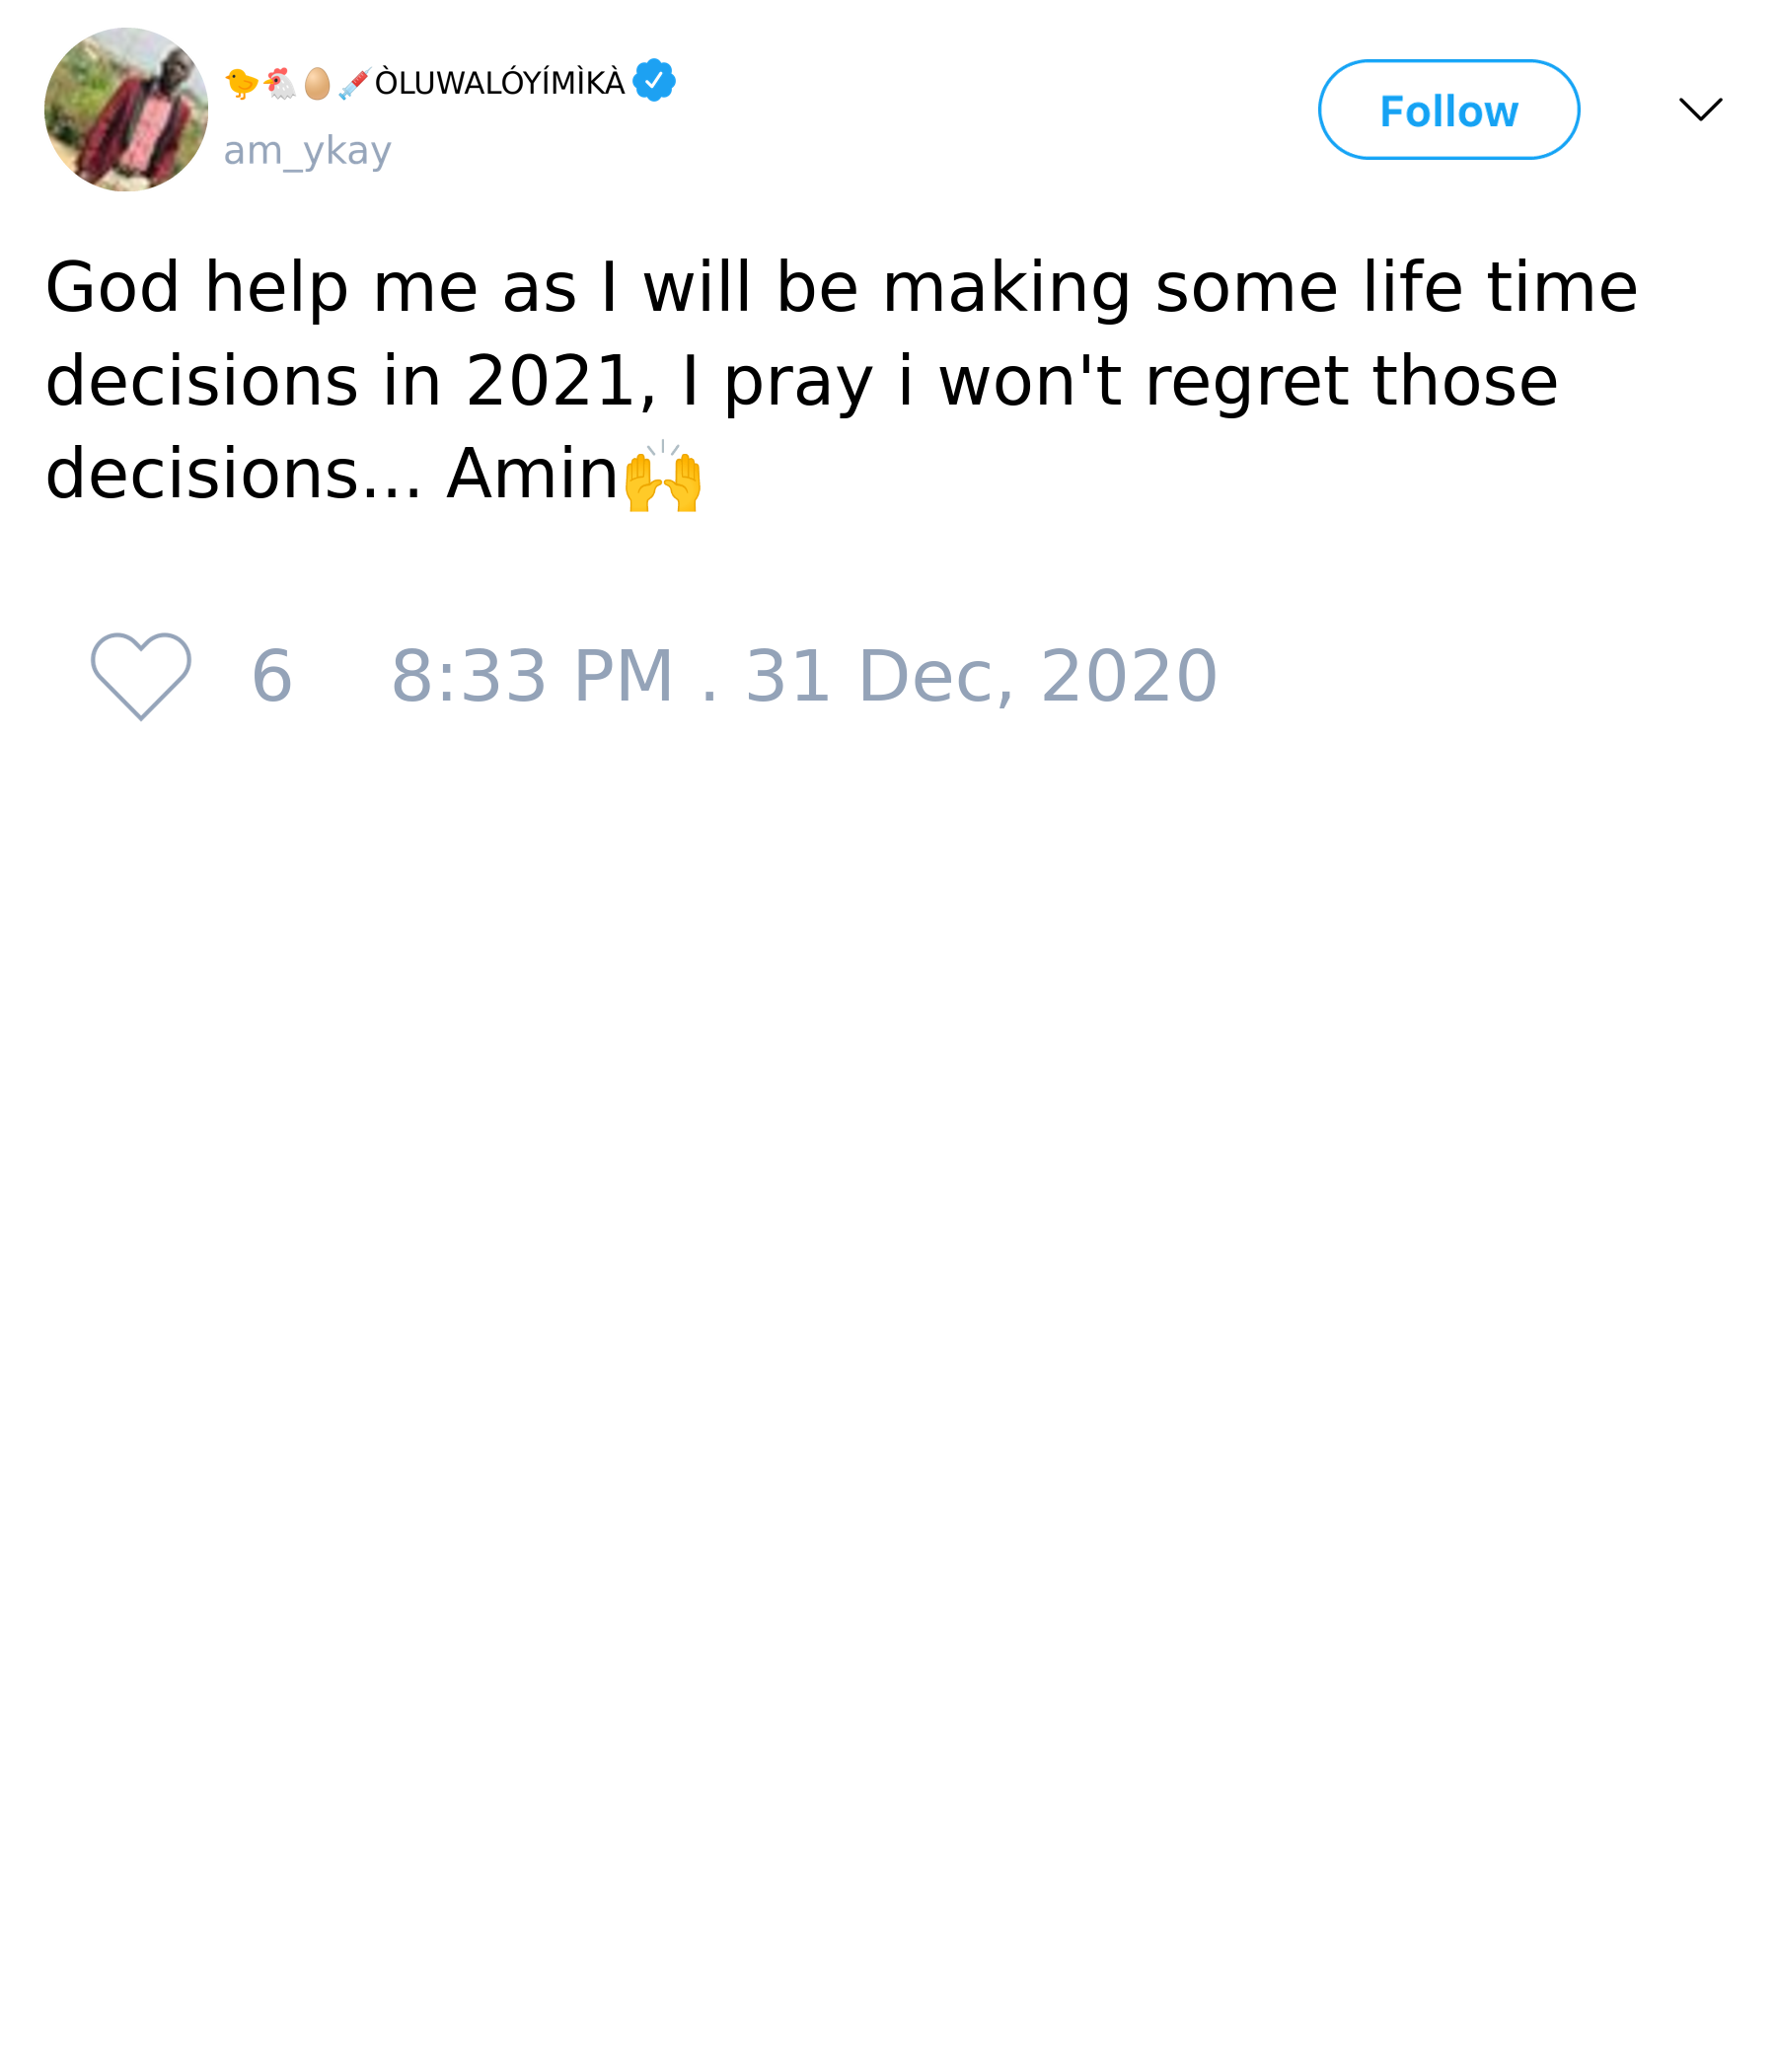 🐤🐔🥚💉ÒLUWALÓYÍMÌKÀ
am_ykay
Follow
God help me as I will be making some life time
decisions in 2021, I pray i won't regret those
decisions... Amin🙌
6 8:33 PM . 31 Dec, 2020